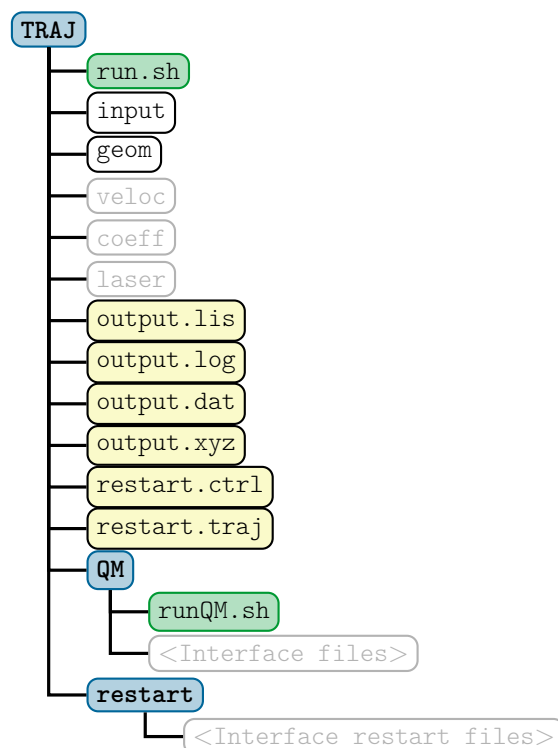 TRAJ
run.sh
input
geom
veloc
coeff
laser
output.lis
output.log
output.dat
output.xyz
restart.ctrl
restart.traj
QM
runQM.sh
<Interface files>
restart
<Interface restart files>